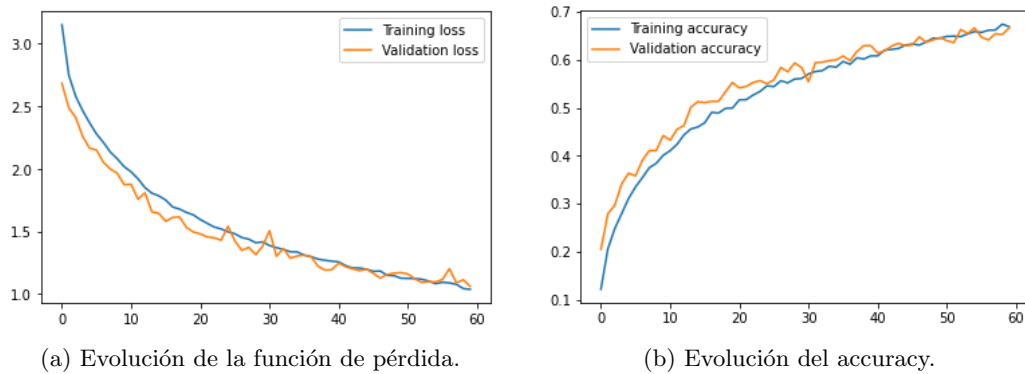 Training loss
Validation loss
3.0
2.5
2.0
1.5
1.0
0 10 20 30 40 50 60
(a) Evolución de la función de pérdida.
Training accuracy
Validation accuracy
0.7
0.6
0.5
0.4
0.3
0.2
0.1
0 10 20 30 40 50 60
(b) Evolución del accuracy.